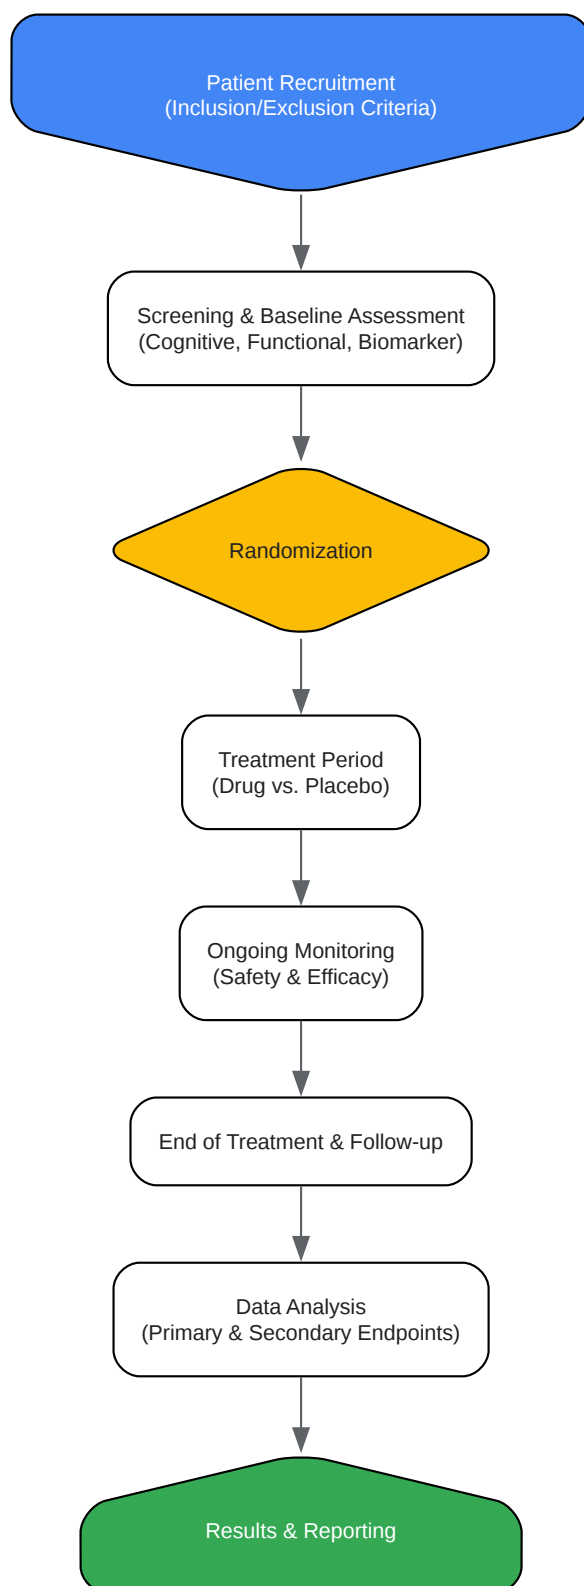 Patient Recruitment
(Inclusion/Exclusion Criteria)
Screening & Baseline Assessment
(Cognitive, Functional, Biomarker)
Randomization
Treatment Period
(Drug vs. Placebo)
Ongoing Monitoring
(Safety & Efficacy)
End of Treatment & Follow-up
Data Analysis
(Primary & Secondary Endpoints)
Results & Reporting